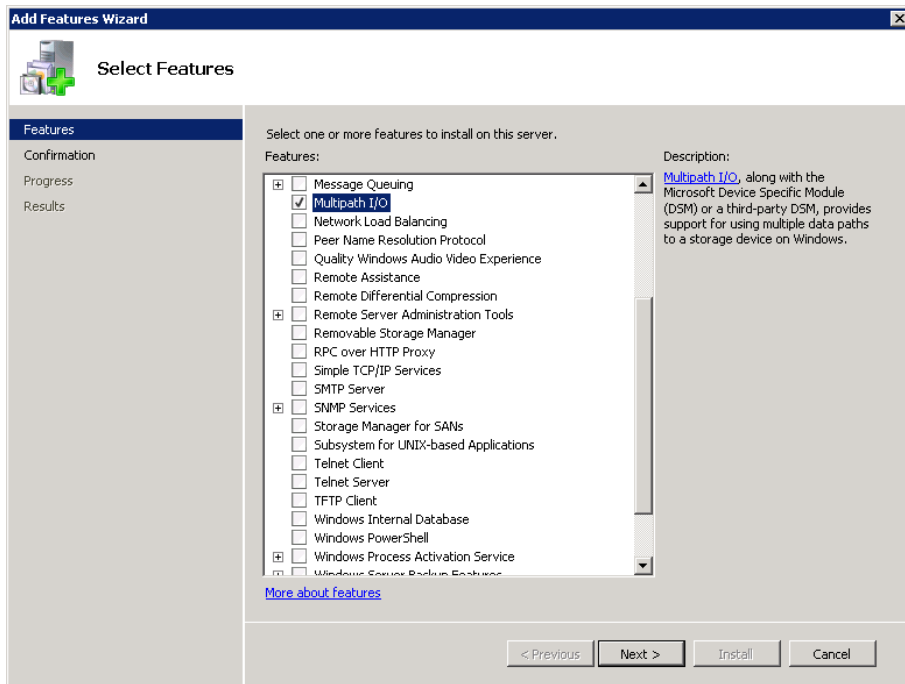 Add Features Wizard
Select Features
Features
Confirmation
Progress
Results
Select one or more features to install on this server.
Features:
Message Queuing
Multipath I/O
Network Load Balancing
Peer Name Resolution Protocol
Quality Windows Audio Video Experience
Remote Assistance
Remote Differential Compression
Remote Server Administration Tools
Removable Storage Manager
RPC over HTTP Proxy
Simple TCP/IP Services
SMTP Server
SNMP Services
Storage Manager for SANs
Subsystem for UNIX-based Applications
Telnet Client
Telnet Server
TFTP Client
Windows Internal Database
Windows PowerShell
Windows Process Activation Service
Windows Server Backup Features
More about features
Description:
Multipath I/O, along with the
Microsoft Device Specific Module
(DSM) or a third-party DSM, provides
support for using multiple data paths
to a storage device on Windows.
< Previous
Next >
Install
Cancel